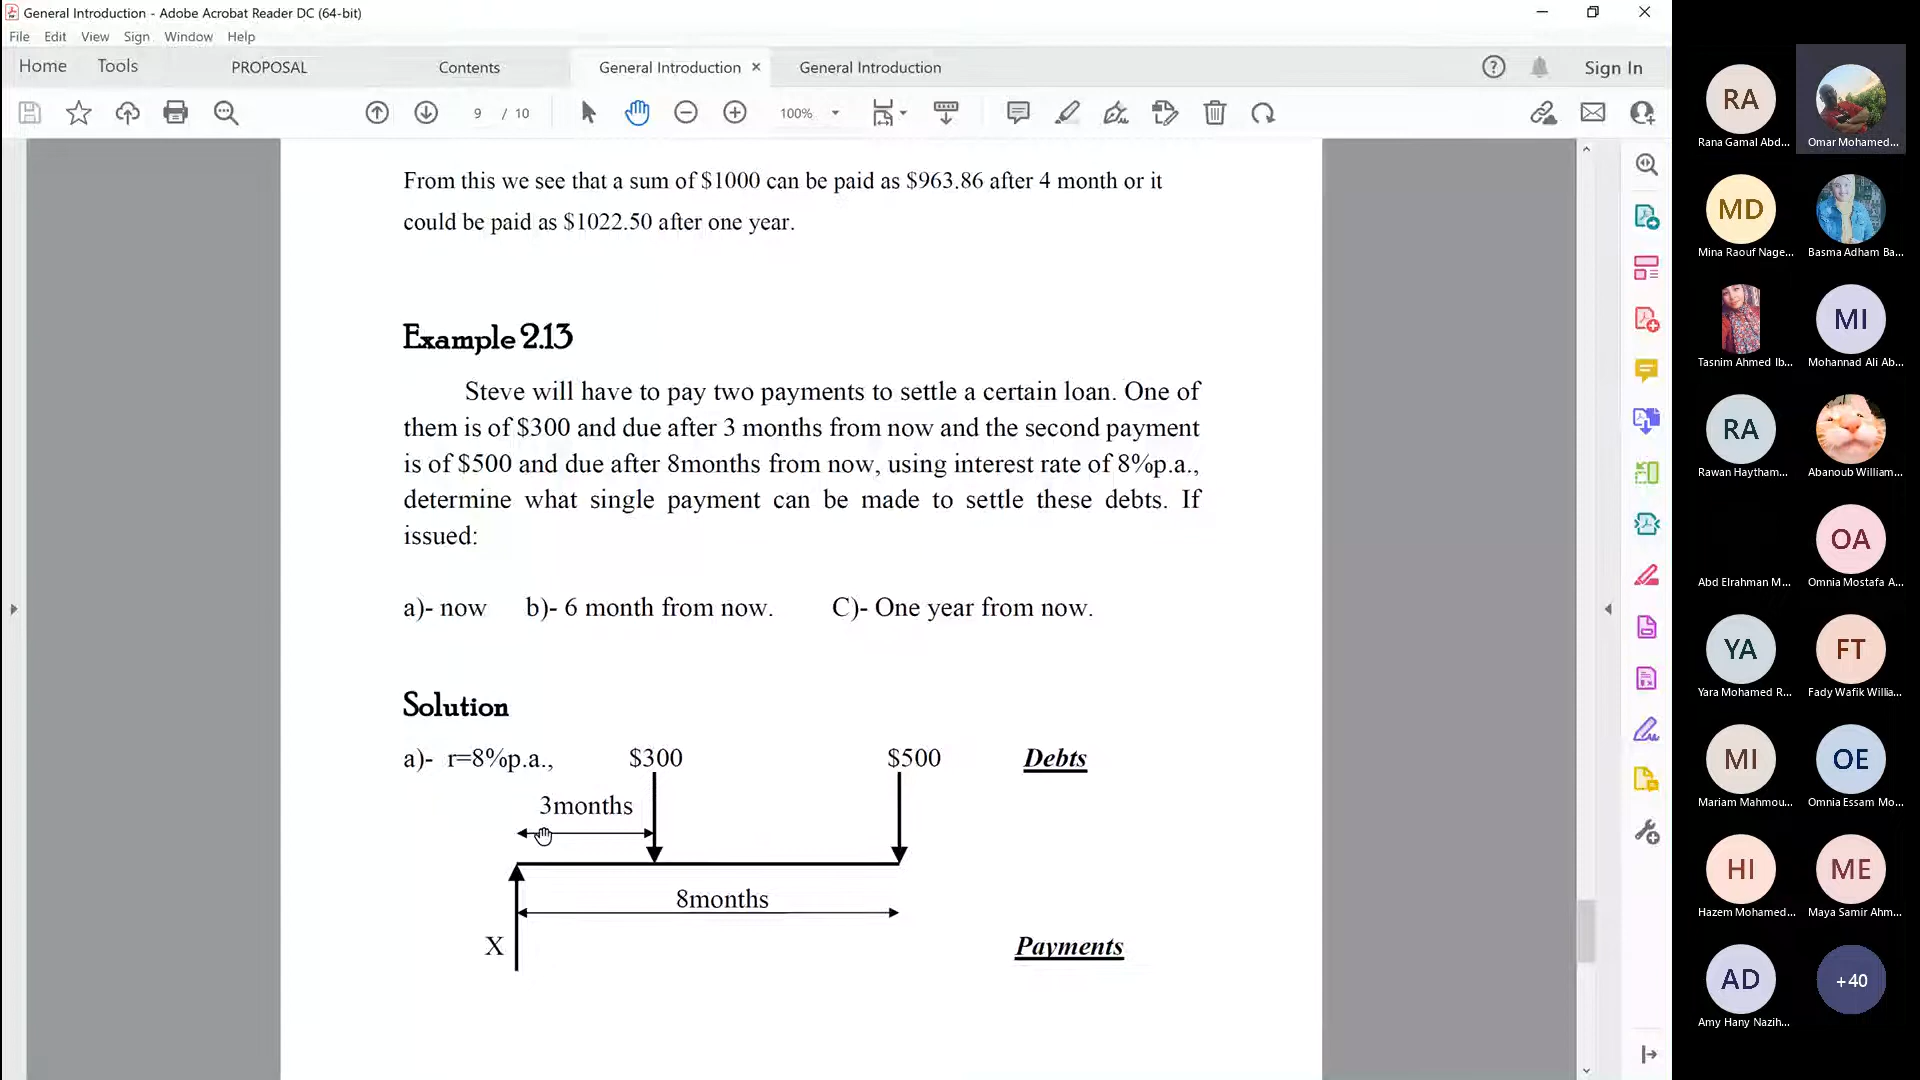 General Introduction - Adobe Acrobat Reader DC (64-bit)
File Edit View Sign Window Help
Home Tools PROPOSAL Contents General Introduction × General Introduction Sign In
9 / 10 100%
From this we see that a sum of $1000 can be paid as $963.86 after 4 month or it
could be paid as $1022.50 after one year.
Example 2.13
Steve will have to pay two payments to settle a certain loan. One of
them is of $300 and due after 3 months from now and the second payment
is of $500 and due after 8months from now, using interest rate of 8%p.a.,
determine what single payment can be made to settle these debts. If
issued:
a)- now b)- 6 month from now. C)- One year from now.
Solution
a)- r=8%p.a., $300 $500 Debts
3months
8months
X Payments
RA
Rana Gamal Abd... Omar Mohamed...
MD
Mina Raouf Nage... Basma Adham Ba...
MI
Tasnim Ahmed Ib... Mohannad Ali Ab...
RA
Rawan Haytham... Abanoub William...
OA
Abd Elrahman M... Omnia Mostafa A...
YA FT
Yara Mohamed R... Fady Wafik Willia...
MI OE
Mariam Mahmou... Omnia Essam Mo...
HI ME
Hazem Mohamed... Maya Samir Ahm...
AD +40
Amy Hany Nazih...